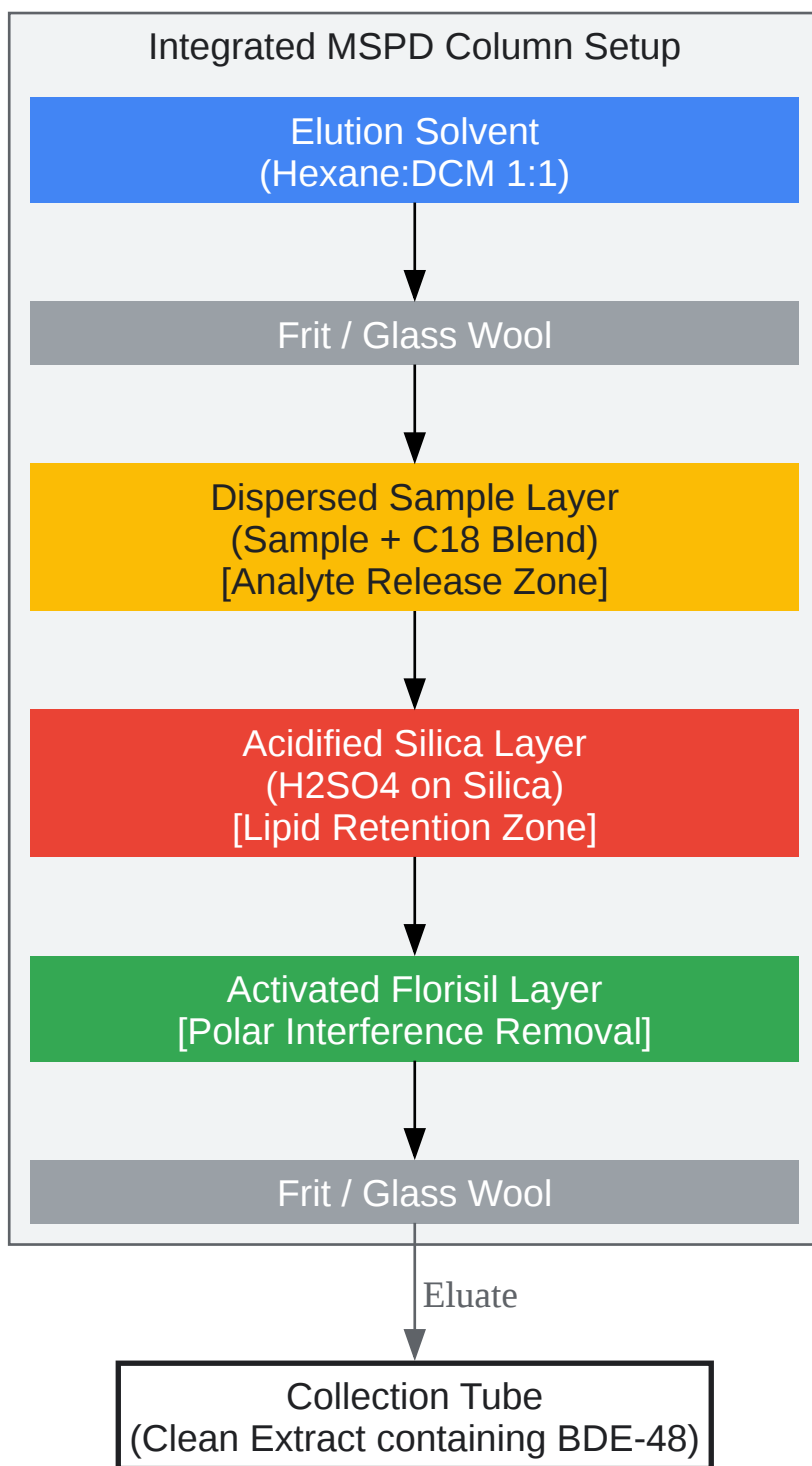 Integrated MSPD Column Setup
Elution Solvent
(Hexane:DCM 1:1)
Frit / Glass Wool
Dispersed Sample Layer
(Sample + C18 Blend)
[Analyte Release Zone]
Acidified Silica Layer
(H2SO4 on Silica)
[Lipid Retention Zone]
Activated Florisil Layer
[Polar Interference Removal]
Frit / Glass Wool
Eluate
Collection Tube
(Clean Extract containing BDE-48)